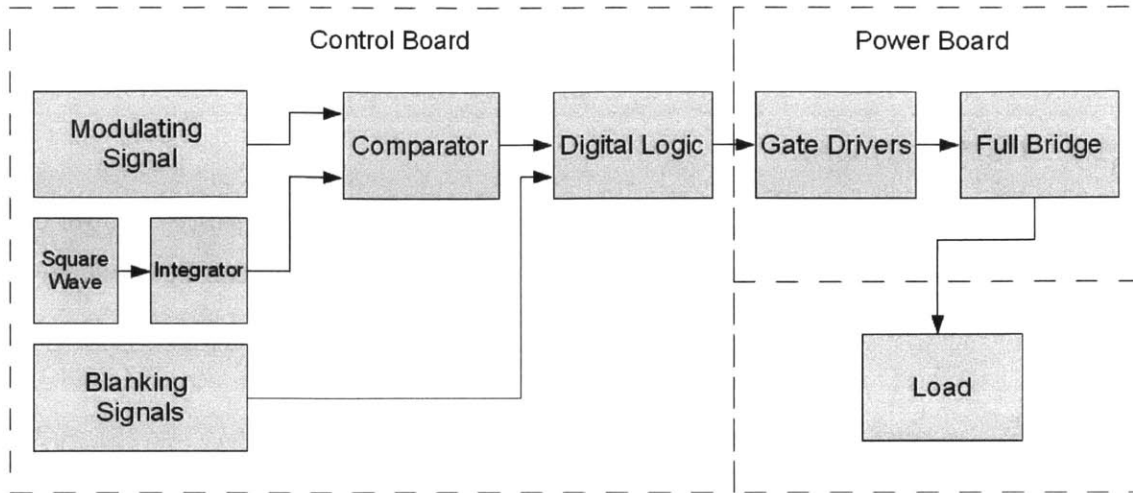 Control Board
Power Board
Modulating
Signal
Comparator
Digital Logic
Gate Drivers
Full Bridge
Square
Wave
Integrator
Blanking
Signals
Load